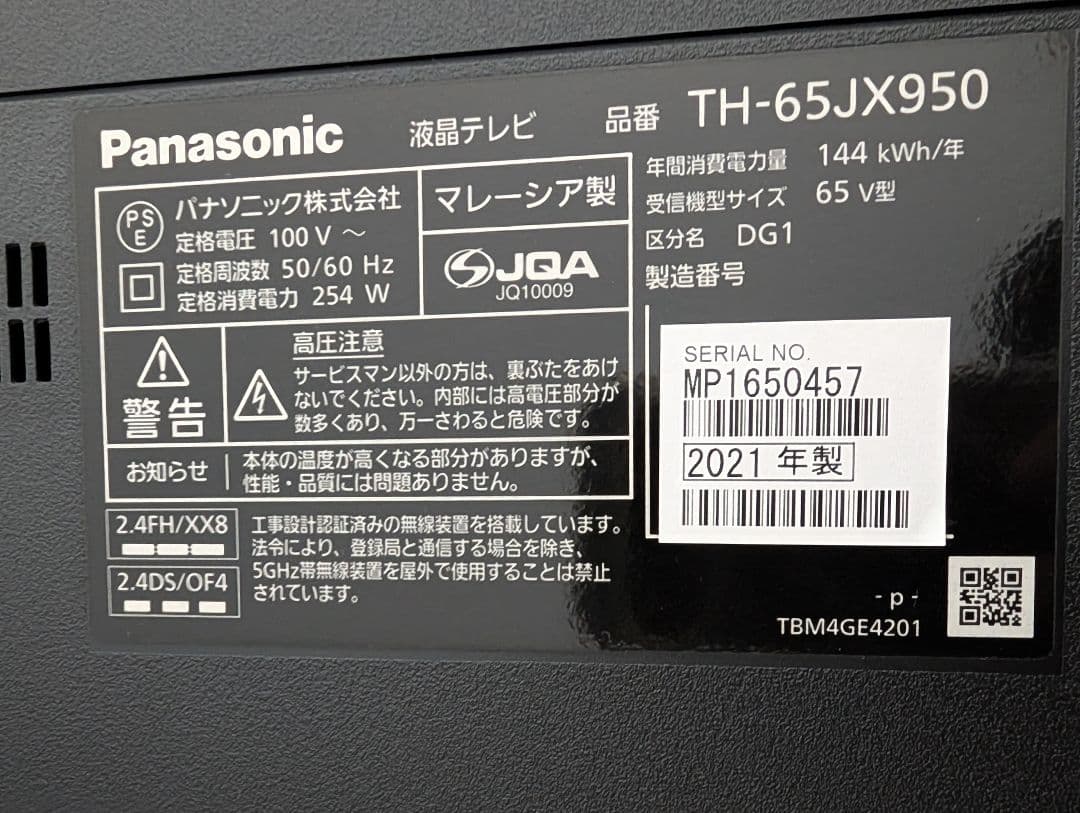 Panasonic 液晶テレビ 品番 TH-65JX950
PS
E
パナソニック株式会社
定格電圧 100 V ～
定格周波数 50/60 Hz
定格消費電力 254 W
マレーシア製
JQA
JQ10009
年間消費電力量 144 kWh/年
受信機型サイズ 65 V型
区分名 DG1
製造番号
SERIAL NO.
MP1650457
2021 年製
警告
高圧注意
サービスマン以外の方は、裏ぶたをあけ
ないでください。内部には高電圧部分が
数多くあり、万一さわると危険です。
お知らせ
本体の温度が高くなる部分がありますが、
性能・品質には問題ありません。
2.4FH/XX8
2.4DS/OF4
工事設計認証済みの無線装置を搭載しています。
法令により、登録局と通信する場合を除き、
5GHz帯無線装置を屋外で使用することは禁止
されています。
- p -
TBM4GE4201